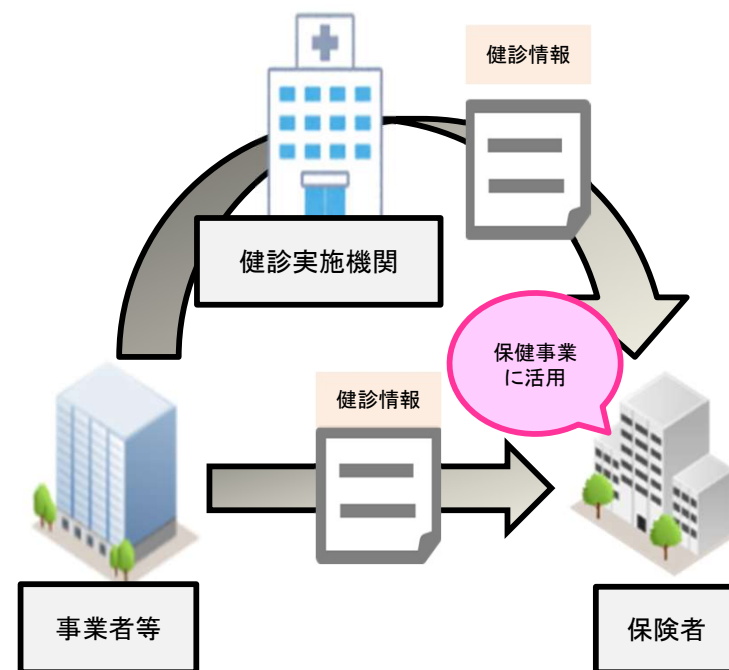 健診情報
健診実施機関
保健事業
に活用
健診情報
事業者等
保険者